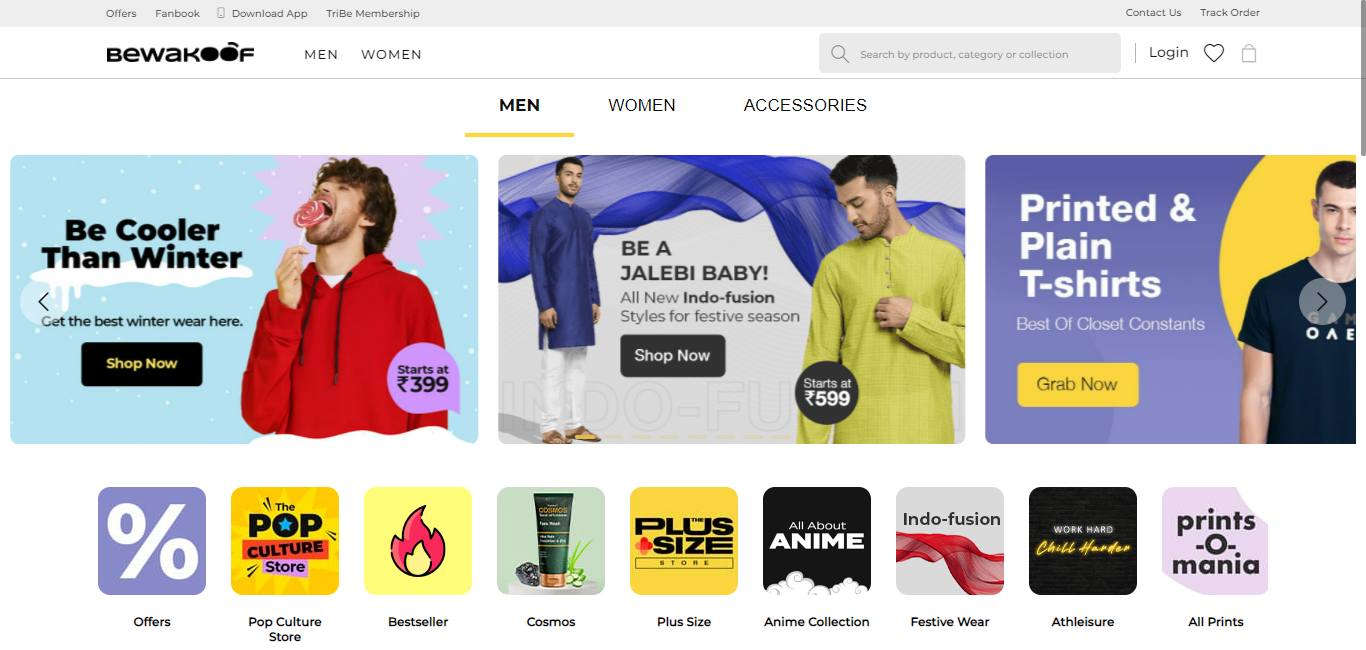 Offers Fanbook Download App TriBe Membership Contact Us Track Order
BEWAKOOF MEN WOMEN Search by product, category or collection Login
MEN WOMEN ACCESSORIES
Be Cooler
Than Winter
Get the best winter wear here.
Shop Now
Starts at
₹399
BE A
JALEBI BABY!
All New Indo-fusion
Styles for festive season
Shop Now
Starts at
₹599
INDO-FU
Printed &
Plain
T-shirts
Best Of Closet Constants
Grab Now
%
The
POP
CULTURE
Store
COSMOS
Face Wash
THE
PLUS
SIZE
STORE
All About
ANIME
Indo-fusion
WORK HARD
Chill Harder
prints
-O-
mania
Offers
Pop Culture
Store
Bestseller
Cosmos
Plus Size
Anime Collection
Festive Wear
Athleisure
All Prints